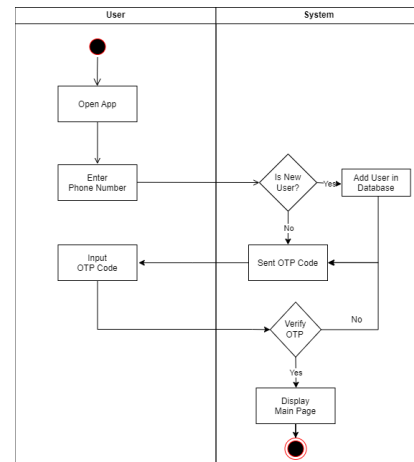 User
System
Open App
Enter
Phone Number
Is New
User?
Yes
Add User in
Database
No
Input
OTP Code
Sent OTP Code
Verify
OTP
No
Yes
Display
Main Page